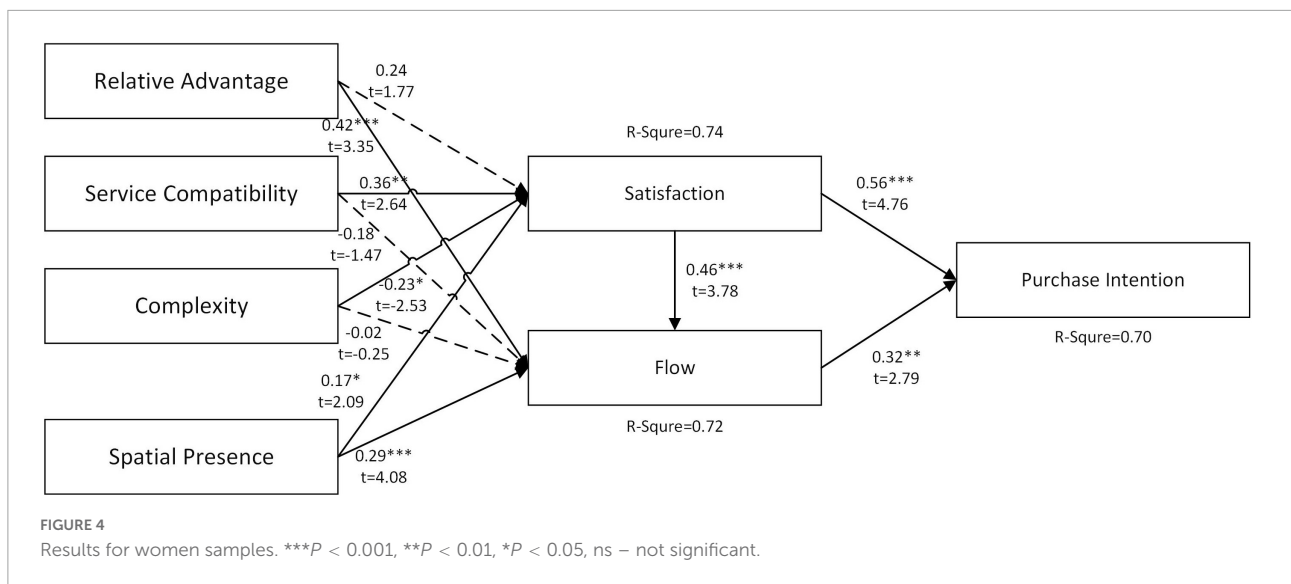 Relative Advantage
0.24
t=1.77
0.42***
t=3.35
R-Squre=0.74
Service Compatibility
0.36**
t=2.64
Satisfaction
0.56***
t=4.76
-0.18
t=-1.47
Complexity
-0.23*
t=-2.53
0.46***
t=3.78
Purchase Intention
R-Squre=0.70
-0.02
t=-0.25
Flow
0.32**
t=2.79
0.17*
t=2.09
R-Squre=0.72
Spatial Presence
0.29***
t=4.08
FIGURE 4
Results for women samples. ***P < 0.001, **P < 0.01, *P < 0.05, ns – not significant.